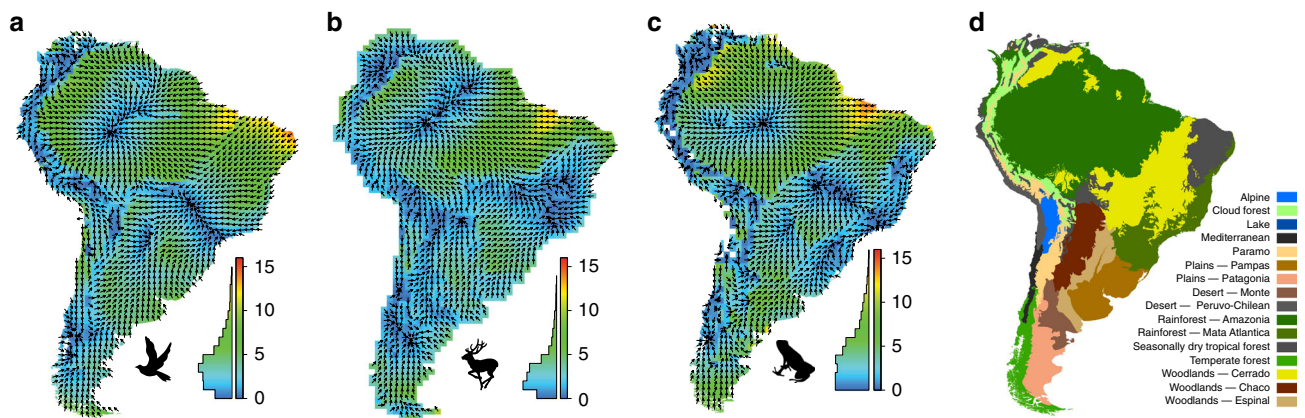 a
b
c
d
15
10
5
0
15
10
5
0
15
10
5
0
Alpine
Cloud forest
Lake
Mediterranean
Paramo
Plains — Pampas
Plains — Patagonia
Desert — Monte
Desert — Peruvo-Chilean
Rainforest — Amazonia
Rainforest — Mata Atlantica
Seasonally dry tropical forest
Temperate forest
Woodlands — Cerrado
Woodlands — Chaco
Woodlands — Espinal